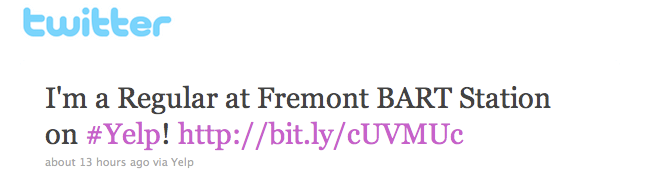 twitter
I'm a Regular at Fremont BART Station
on #Yelp! http://bit.ly/cUVMUc
about 13 hours ago via Yelp